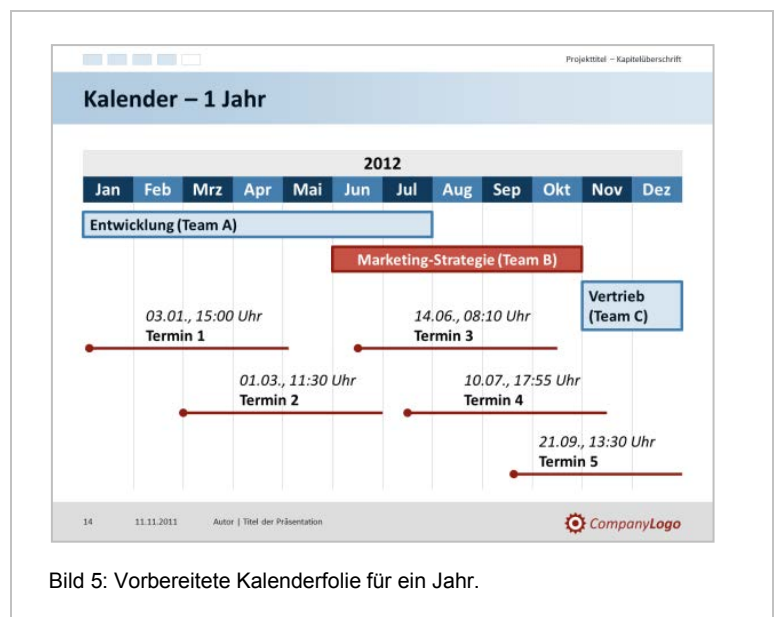 Projekttitel – Kapitelüberschrift
Kalender – 1 Jahr
2012
Jan Feb Mrz Apr Mai Jun Jul Aug Sep Okt Nov Dez
Entwicklung (Team A)
Marketing-Strategie (Team B)
Vertrieb
(Team C)
03.01., 15:00 Uhr
Termin 1
14.06., 08:10 Uhr
Termin 3
01.03., 11:30 Uhr
Termin 2
10.07., 17:55 Uhr
Termin 4
21.09., 13:30 Uhr
Termin 5
14 11.11.2011 Autor | Titel der Präsentation CompanyLogo
Bild 5: Vorbereitete Kalenderfolie für ein Jahr.